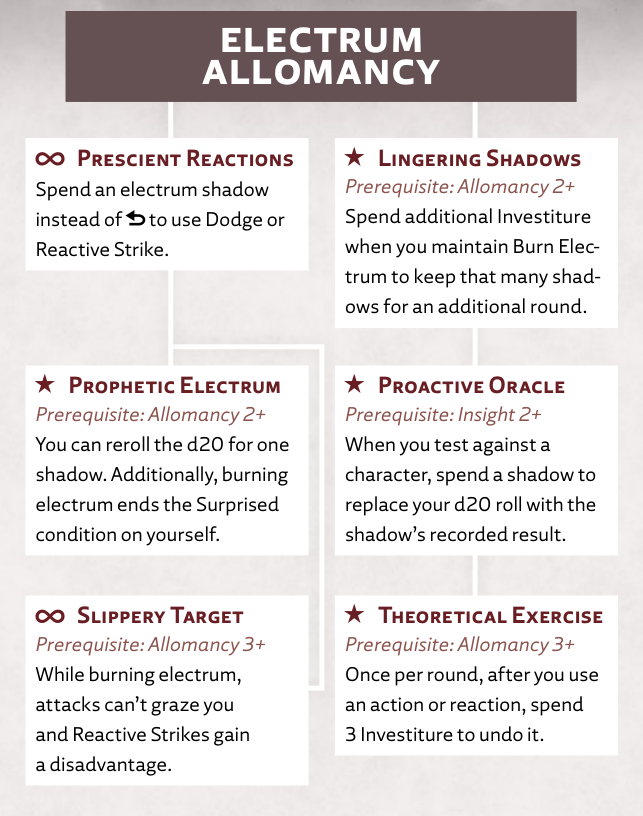 ELECTRUM
ALLOMANCY
∞ Prescient Reactions
Spend an electrum shadow
instead of ⮌ to use Dodge or
Reactive Strike.
★ Lingering Shadows
Prerequisite: Allomancy 2+
Spend additional Investiture
when you maintain Burn Elec-
trum to keep that many shad-
ows for an additional round.
★ Prophetic Electrum
Prerequisite: Allomancy 2+
You can reroll the d20 for one
shadow. Additionally, burning
electrum ends the Surprised
condition on yourself.
★ Proactive Oracle
Prerequisite: Insight 2+
When you test against a
character, spend a shadow to
replace your d20 roll with the
shadow’s recorded result.
∞ Slippery Target
Prerequisite: Allomancy 3+
While burning electrum,
attacks can’t graze you
and Reactive Strikes gain
a disadvantage.
★ Theoretical Exercise
Prerequisite: Allomancy 3+
Once per round, after you use
an action or reaction, spend
3 Investiture to undo it.